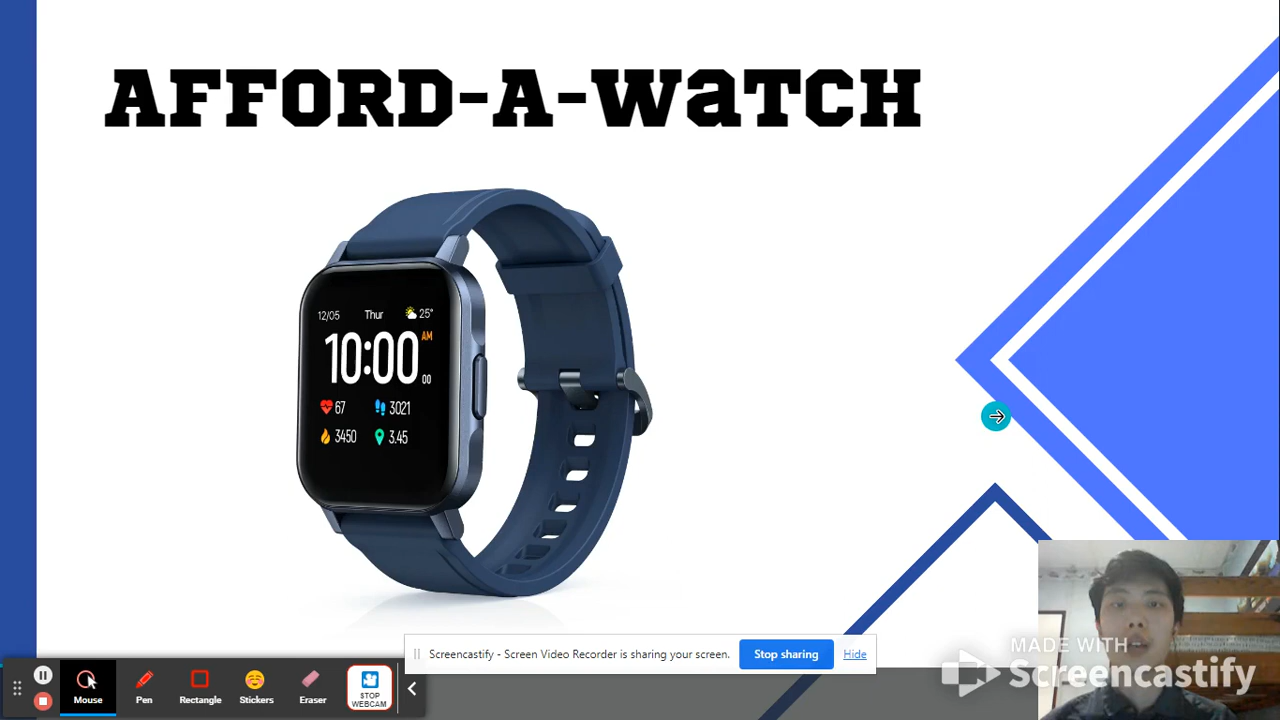 AFFORD-A-WaTCH
12/05 Thur 25°
10:00 AM 00
67 3021
3450 3.45
Screencastify - Screen Video Recorder is sharing your screen. Stop sharing Hide
MADE WITH
Screencastify
Mouse Pen Rectangle Stickers Eraser STOP WEBCAM